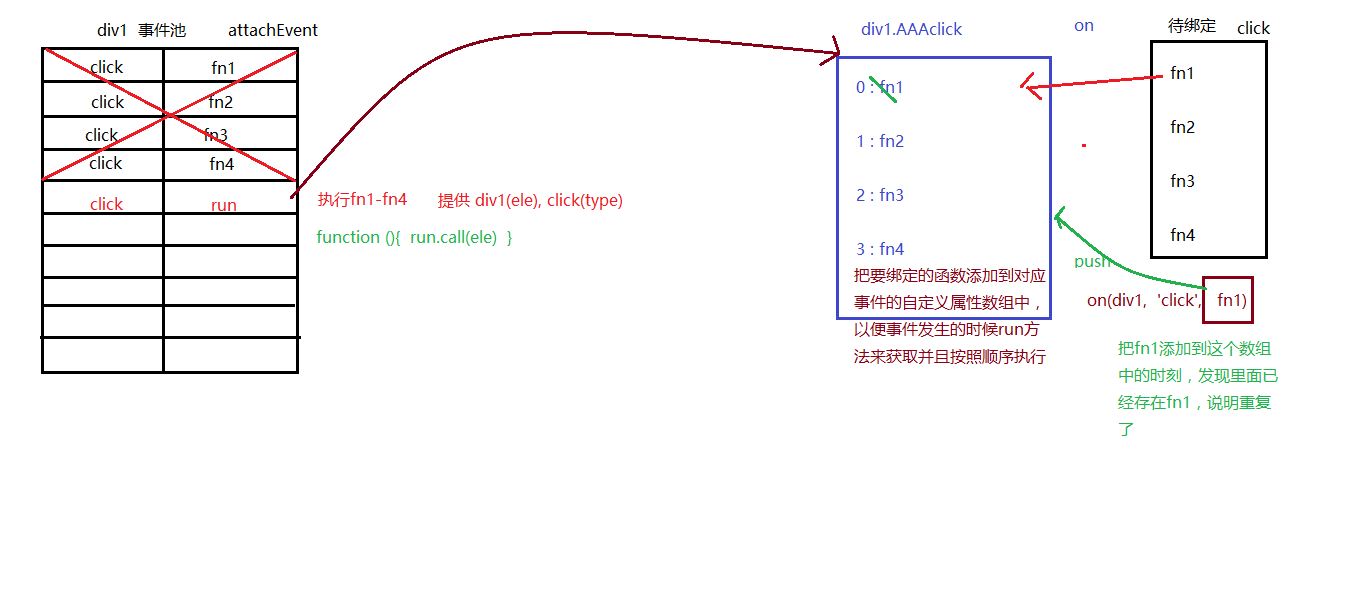 div1 事件池 attachEvent
click fn1
click fn2
click fn3
click fn4
click run
执行fn1-fn4 提供 div1(ele), click(type)
function (){ run.call(ele) }
div1.AAAclick
0 : fn1
1 : fn2
2 : fn3
3 : fn4
把要绑定的函数添加到对应
事件的自定义属性数组中，
以便事件发生的时候run方
法来获取并且按照顺序执行
on
待绑定 click
fn1
fn2
fn3
fn4
push
on(div1, 'click', fn1)
把fn1添加到这个数组
中的时刻，发现里面已
经存在fn1，说明重复
了